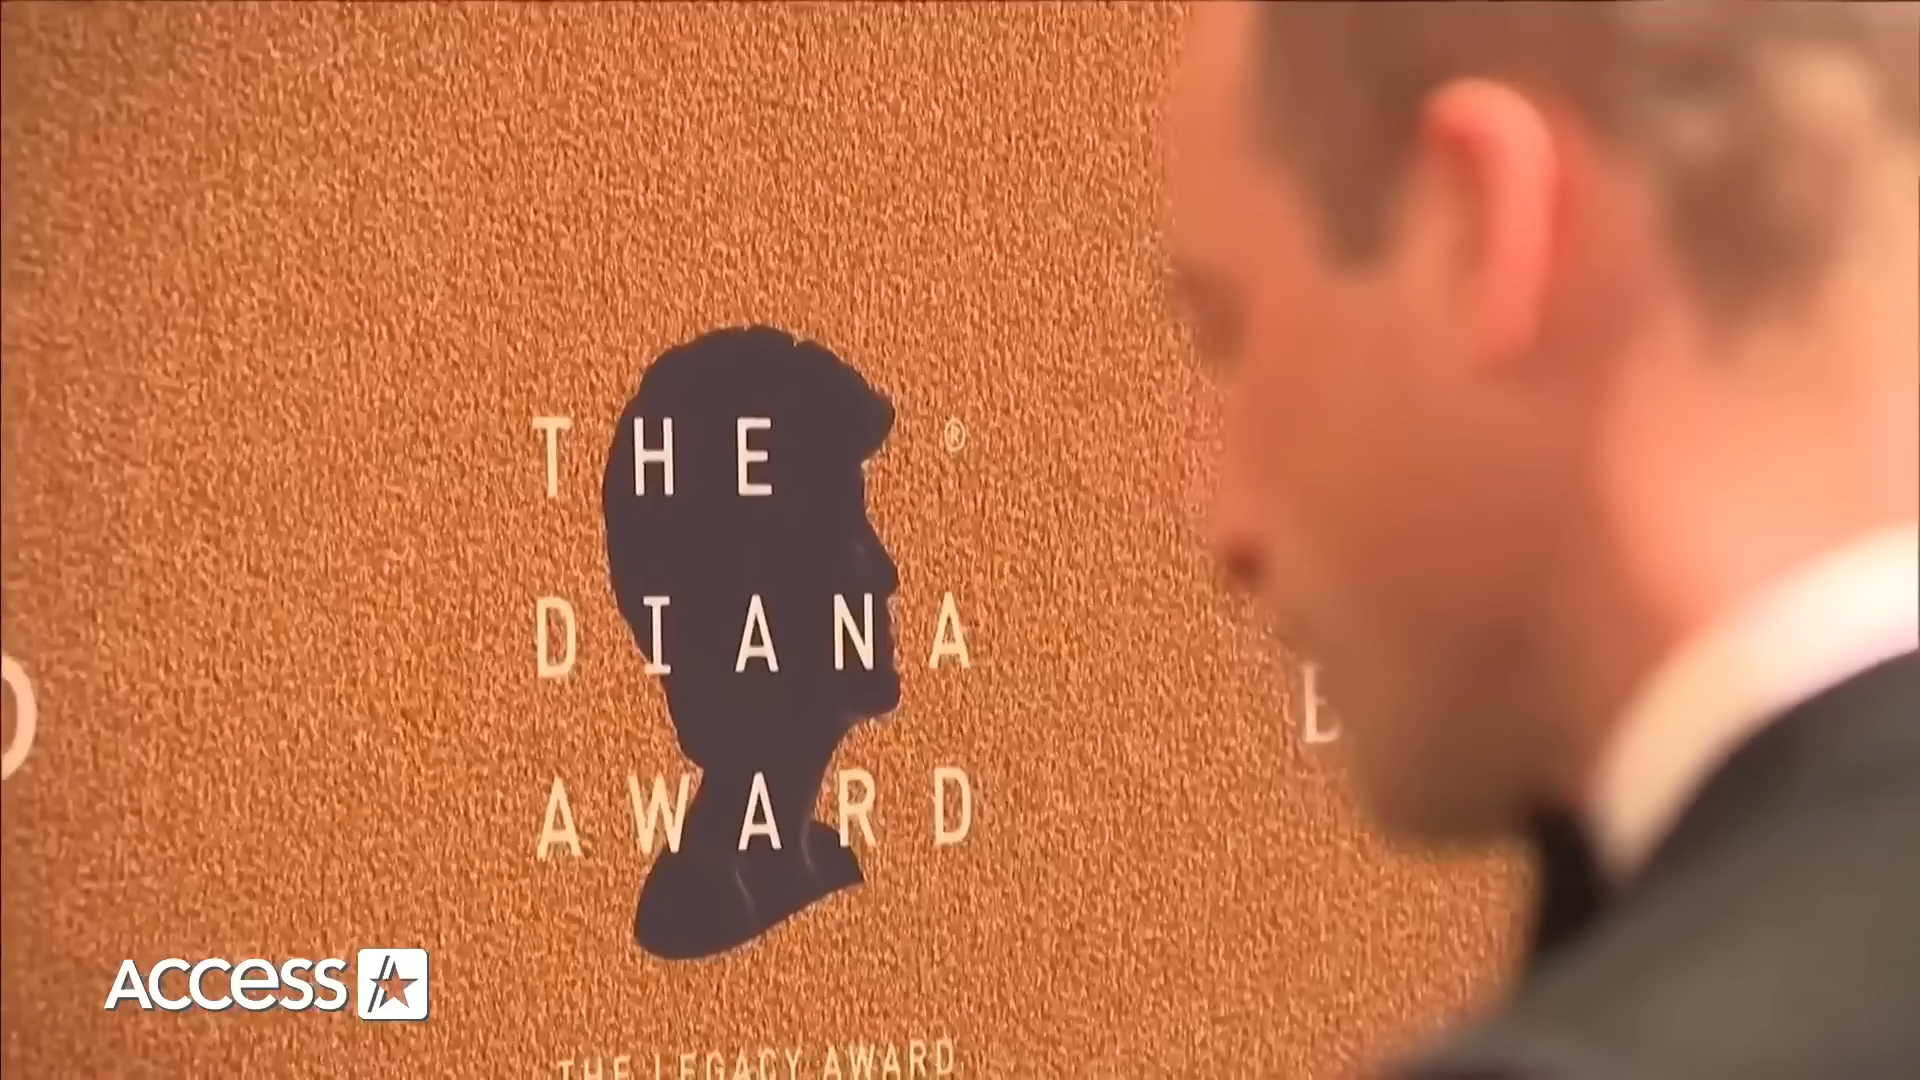 THE ®
DIANA
AWARD
THE LEGACY AWARD
ACCESS